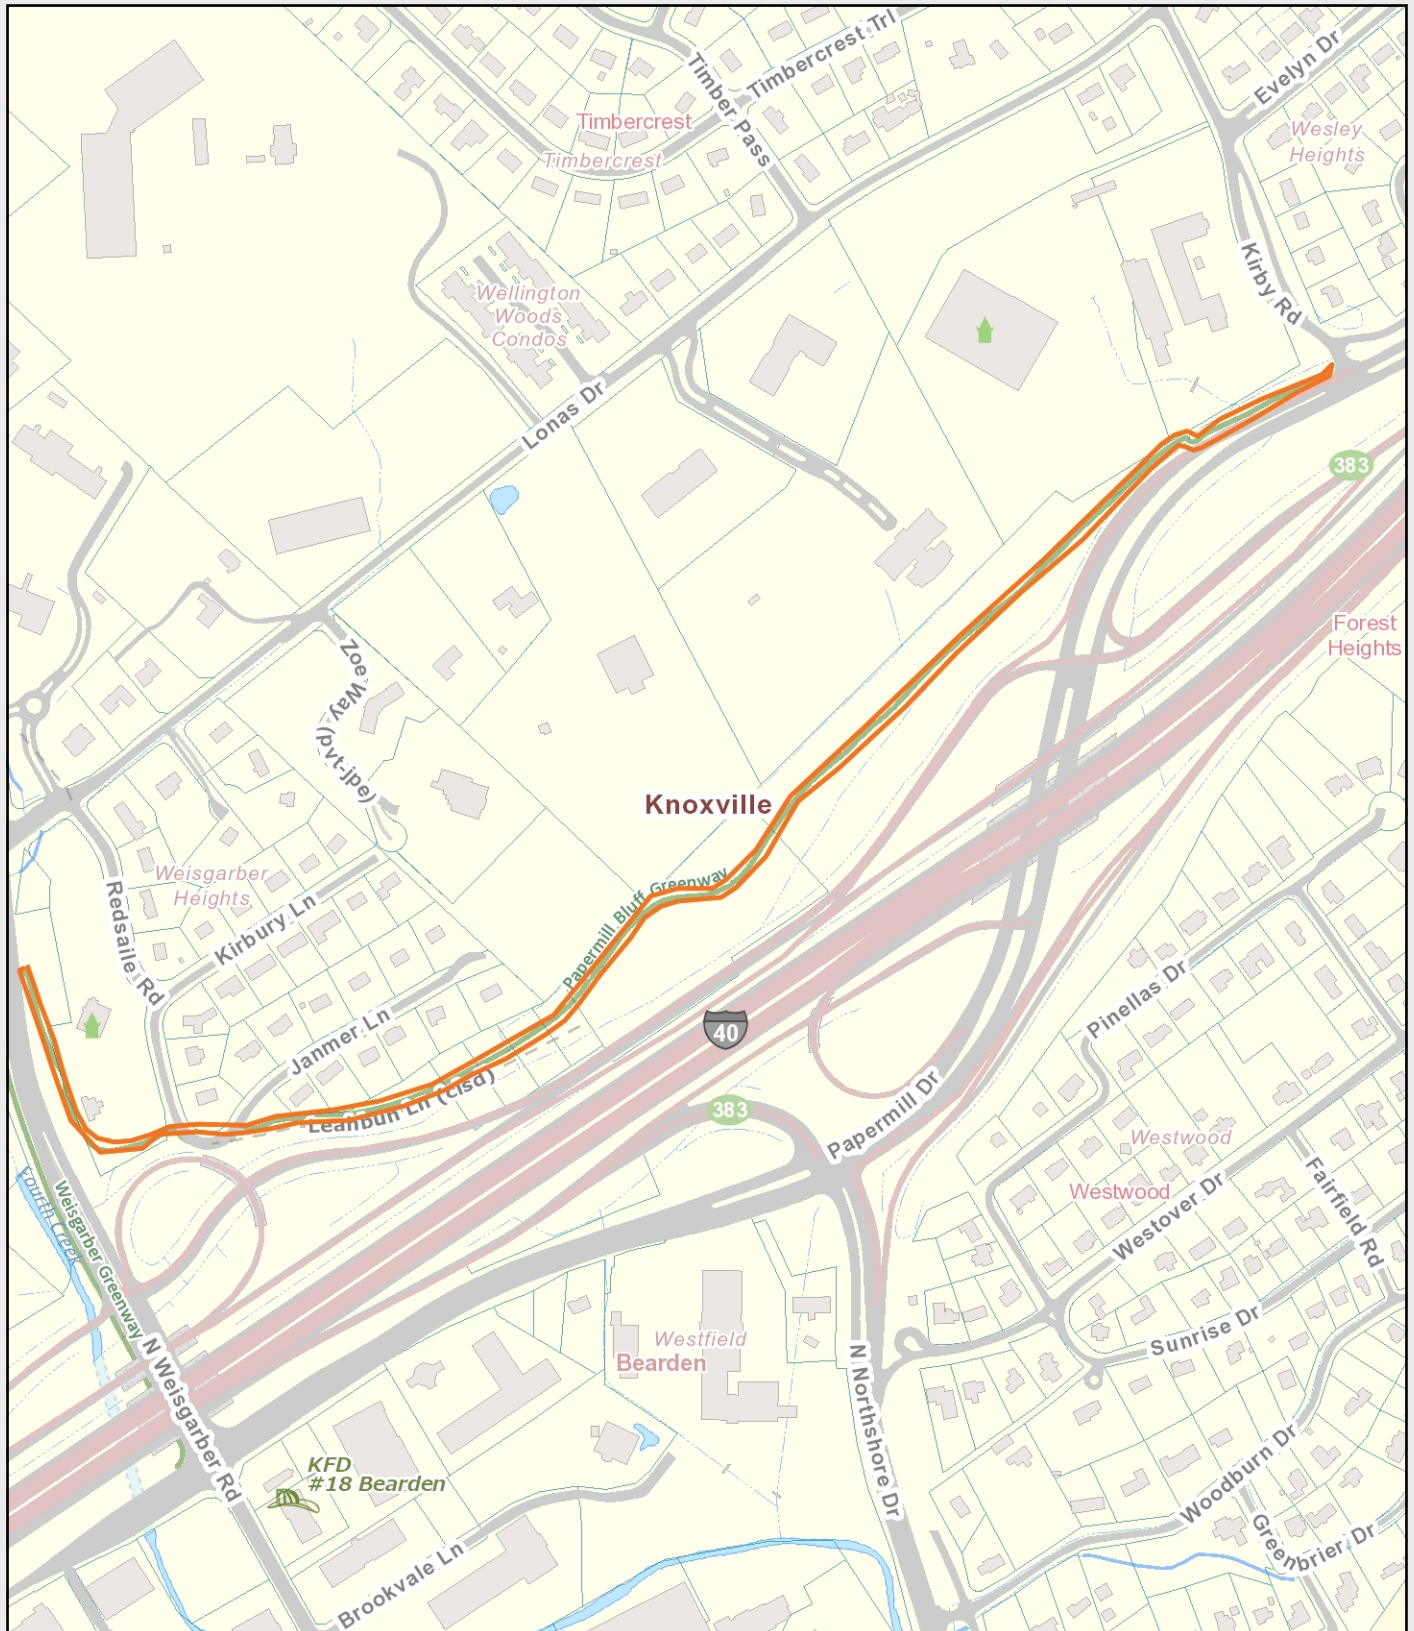 Timber Pass
Timbercrest Trl
Evelyn Dr
Timbercrest
Timbercrest
Wesley
Heights
Kirby Rd
Wellington
Woods
Condos
Lonas Dr
383
Forest
Heights
Zoe Way (pvt-jpe)
Knoxville
Weisgarber
Heights
Redsaile Rd
Kirbury Ln
Papermill Bluff Greenway
Janmer Ln
Pinellas Dr
40
Leanbun Ln (clsd)
383
Papermill Dr
Westwood
Westwood
Westover Dr
Fairfield Rd
Fourth Creek
Weisgarber Greenway
N Weisgarber Rd
Westfield
Bearden
N Northshore Dr
Sunrise Dr
KFD
#18 Bearden
Woodburn Dr
Greenbrier Dr
Brookvale Ln